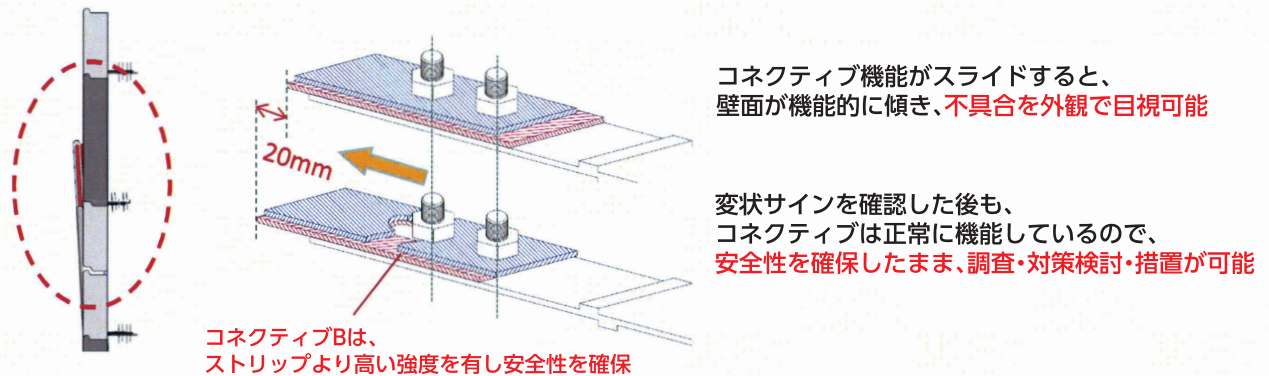 コネクティブ機能がスライドすると、
壁面が機能的に傾き、不具合を外観で目視可能
20mm
変状サインを確認した後も、
コネクティブは正常に機能しているので、
安全性を確保したまま、調査・対策検討・措置が可能
コネクティブBは、
ストリップより高い強度を有し安全性を確保